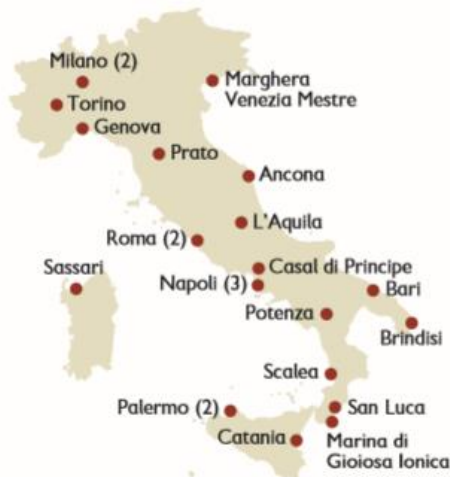 Milano (2)
Torino
Genova
Marghera
Venezia Mestre
Prato
Ancona
L'Aquila
Roma (2)
Casal di Principe
Sassari
Napoli (3)
Bari
Potenza
Brindisi
Scalea
Palermo (2)
San Luca
Catania
Marina di
Gioiosa Ionica